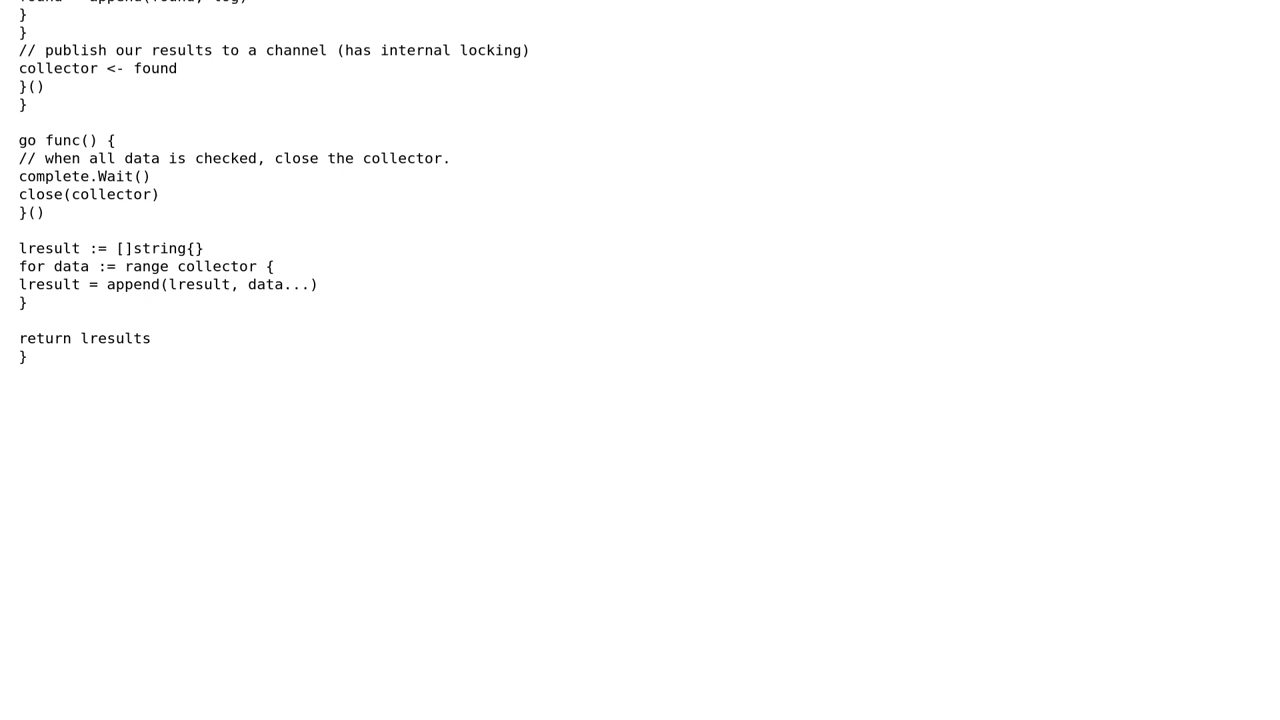 }
}
// publish our results to a channel (has internal locking)
collector <- found
}()
}
go func() {
// when all data is checked, close the collector.
complete.Wait()
close(collector)
}()
lresult := []string{}
for data := range collector {
lresult = append(lresult, data...)
}
return lresults
}